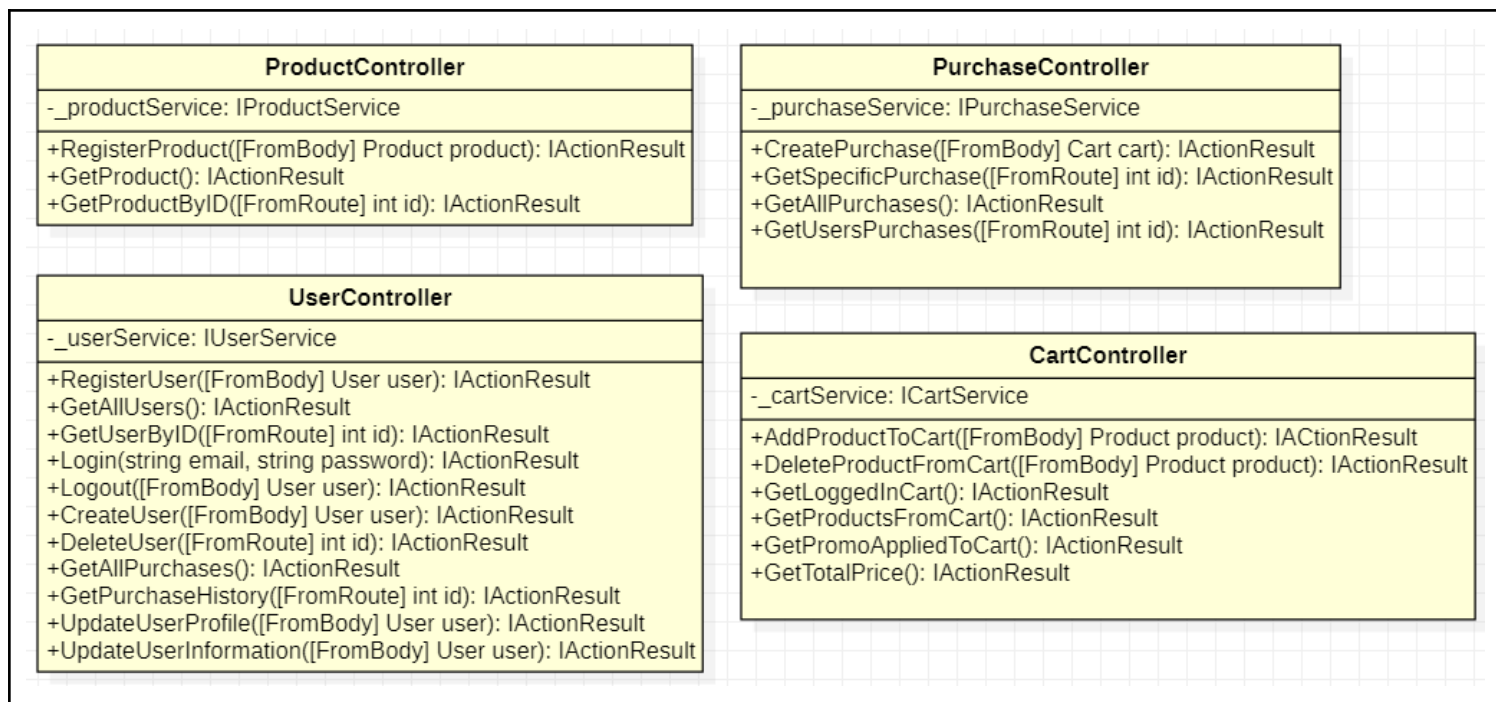 ProductController
-_productService: IProductService
+RegisterProduct([FromBody] Product product): IActionResult
+GetProduct(): IActionResult
+GetProductByID([FromRoute] int id): IActionResult
PurchaseController
-_purchaseService: IPurchaseService
+CreatePurchase([FromBody] Cart cart): IActionResult
+GetSpecificPurchase([FromRoute] int id): IActionResult
+GetAllPurchases(): IActionResult
+GetUsersPurchases([FromRoute] int id): IActionResult
UserController
-_userService: IUserService
+RegisterUser([FromBody] User user): IActionResult
+GetAllUsers(): IActionResult
+GetUserByID([FromRoute] int id): IActionResult
+Login(string email, string password): IActionResult
+Logout([FromBody] User user): IActionResult
+CreateUser([FromBody] User user): IActionResult
+DeleteUser([FromRoute] int id): IActionResult
+GetAllPurchases(): IActionResult
+GetPurchaseHistory([FromRoute] int id): IActionResult
+UpdateUserProfile([FromBody] User user): IActionResult
+UpdateUserInformation([FromBody] User user): IActionResult
CartController
-_cartService: ICartService
+AddProductToCart([FromBody] Product product): IACtionResult
+DeleteProductFromCart([FromBody] Product product): IActionResult
+GetLoggedInCart(): IActionResult
+GetProductsFromCart(): IActionResult
+GetPromoAppliedToCart(): IActionResult
+GetTotalPrice(): IActionResult